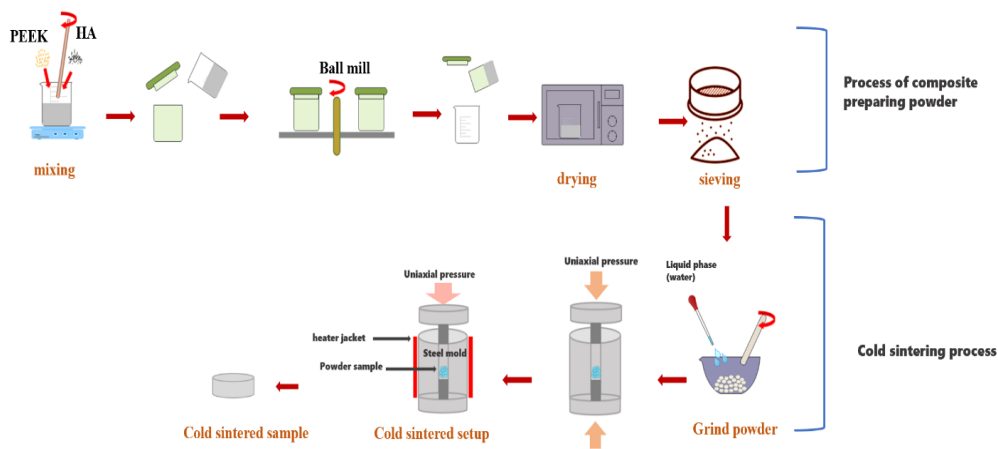 PEEK
HA
mixing
Ball mill
drying
sieving
Process of composite
preparing powder
Liquid phase
(water)
Grind powder
Uniaxial pressure
Uniaxial pressure
heater jacket
Steel mold
Powder sample
Cold sintered setup
Cold sintered sample
Cold sintering process